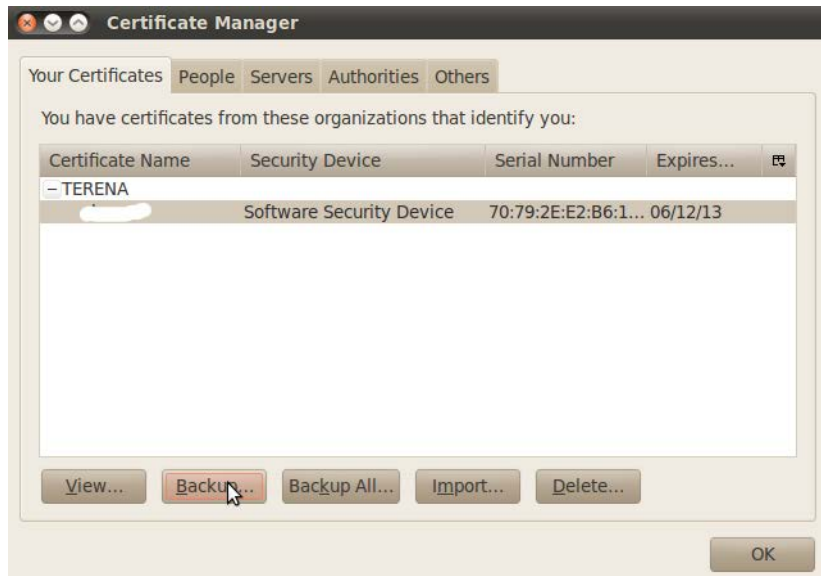 Certificate Manager
Your Certificates People Servers Authorities Others
You have certificates from these organizations that identify you:
Certificate Name Security Device Serial Number Expires...
TERENA
Software Security Device 70:79:2E:E2:B6:1... 06/12/13
View... Backup... Backup All... Import... Delete...
OK